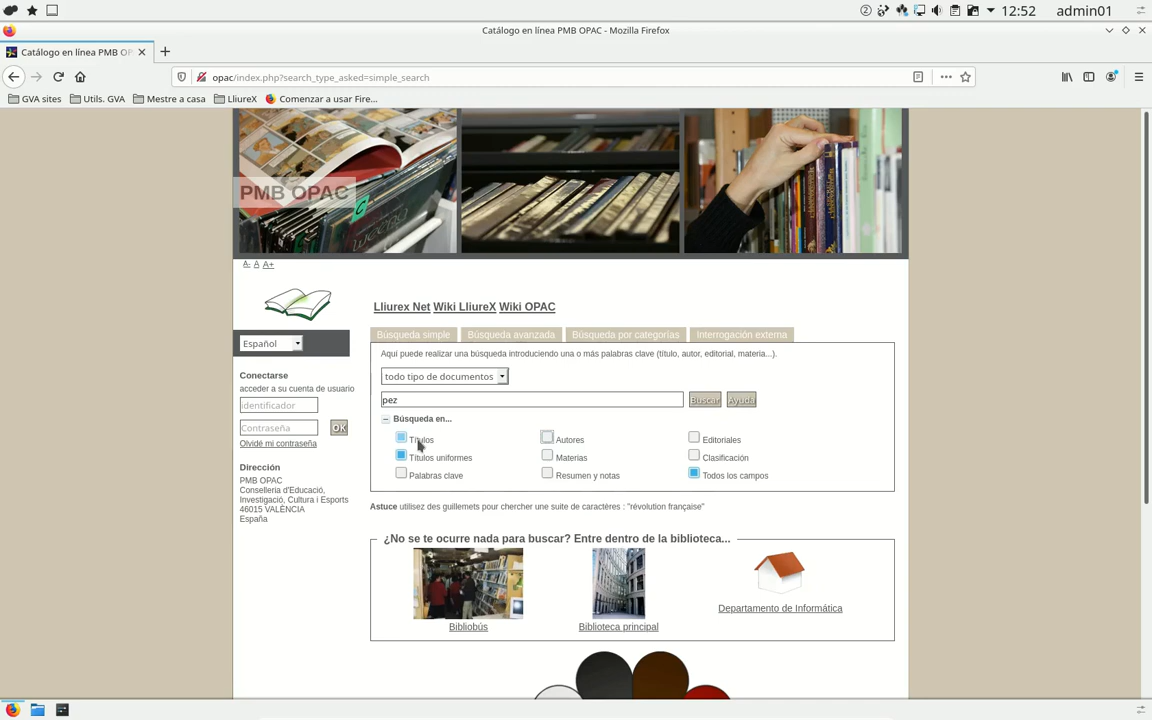 2 12:52 admin01
Catálogo en línea PMB OPAC - Mozilla Firefox
Catálogo en línea PMB OP
opac/index.php?search_type_asked=simple_search
GVA sites Utils. GVA Mestre a casa LliureX Comenzar a usar Fire...
PMB OPAC
A- A A+
Lliurex Net Wiki LliureX Wiki OPAC
Búsqueda simple Búsqueda avanzada Búsqueda por categorías Interrogación externa
Español
Aquí puede realizar una búsqueda introduciendo una o más palabras clave (título, autor, editorial, materia...).
Conectarse
acceder a su cuenta de usuario
identificador
Contraseña OK
Olvidé mi contraseña
Dirección
PMB OPAC
Conselleria d'Educació,
Investigació, Cultura i Esports
46015 VALÈNCIA
España
todo tipo de documentos
pez Buscar Ayuda
Búsqueda en...
Títulos Autores Editoriales
Títulos uniformes Materias Clasificación
Palabras clave Resumen y notas Todos los campos
Astuce utilisez des guillemets pour chercher une suite de caractères : "révolution française"
¿No se te ocurre nada para buscar? Entre dentro de la biblioteca...
Bibliobús Biblioteca principal Departamento de Informática